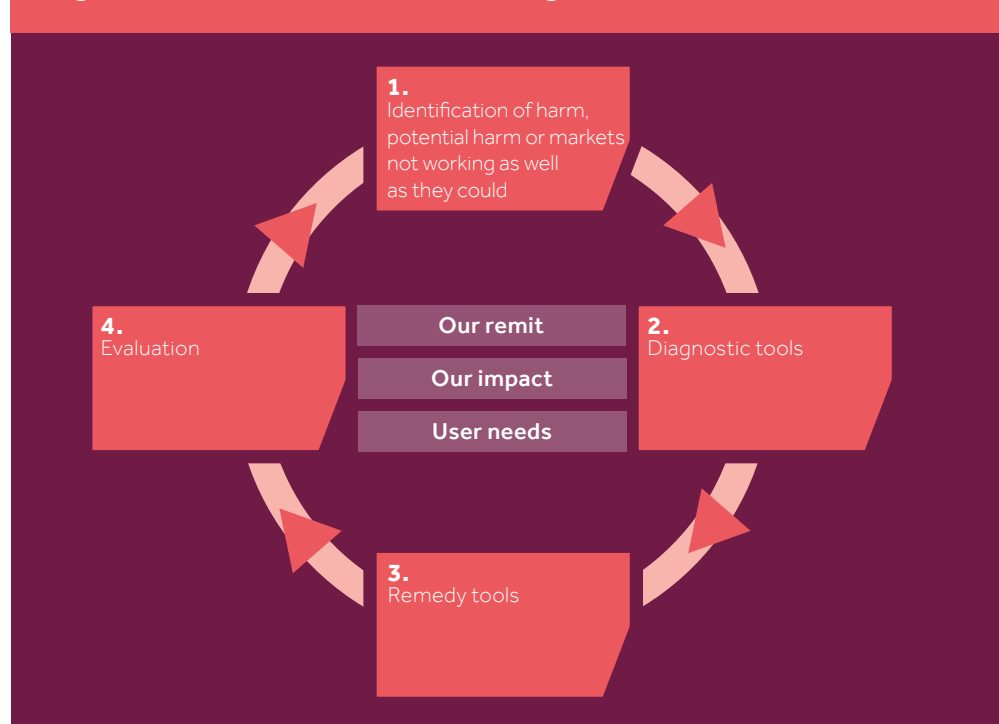 1.
Identification of harm,
potential harm or markets
not working as well
as they could
2.
Diagnostic tools
3.
Remedy tools
4.
Evaluation
Our remit
Our impact
User needs